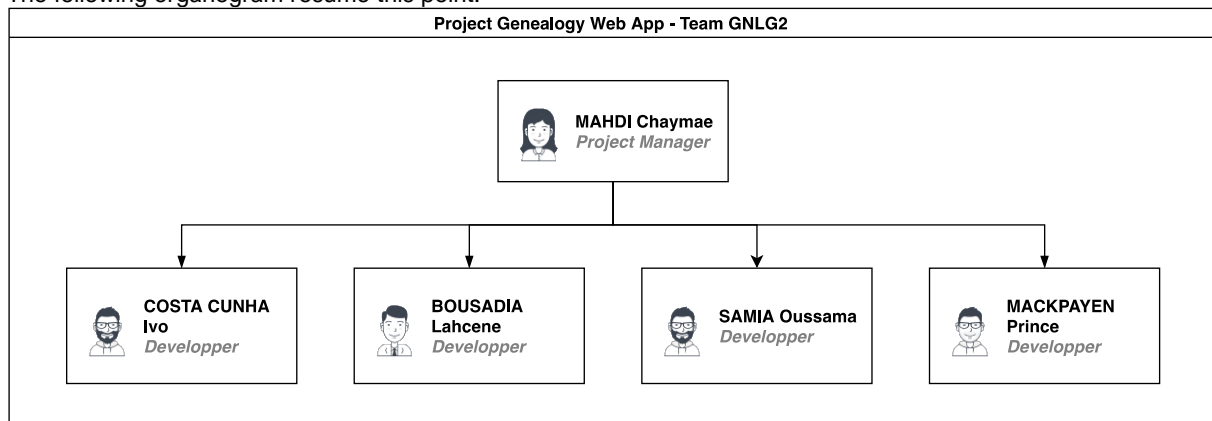 The following organogram resume this point.
Project Genealogy Web App - Team GNLG2
MAHDI Chaymae
Project Manager
COSTA CUNHA
Ivo
Developper
BOUSADIA
Lahcene
Developper
SAMIA Oussama
Developper
MACKPAYEN
Prince
Developper